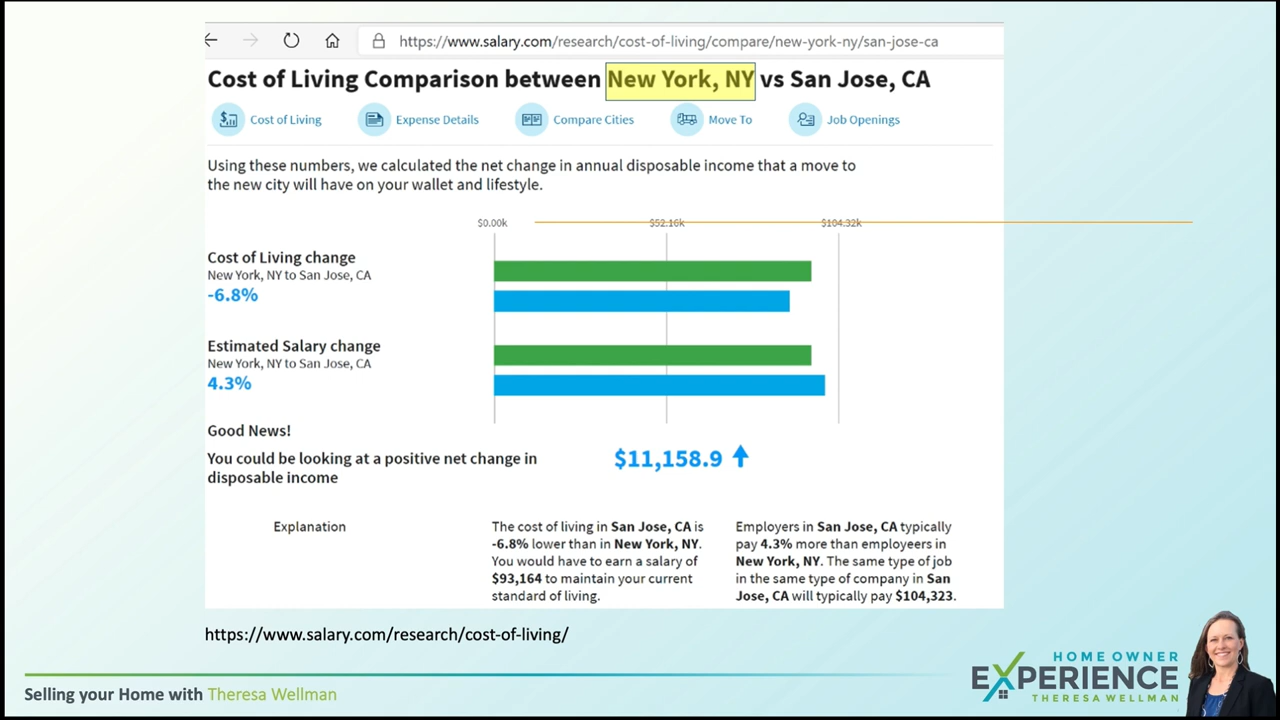 https://www.salary.com/research/cost-of-living/compare/new-york-ny/san-jose-ca
Cost of Living Comparison between New York, NY vs San Jose, CA
Cost of Living
Expense Details
Compare Cities
Move To
Job Openings
Using these numbers, we calculated the net change in annual disposable income that a move to
the new city will have on your wallet and lifestyle.
$0.00k
$52.16k
$104.32k
Cost of Living change
New York, NY to San Jose, CA
-6.8%
Estimated Salary change
New York, NY to San Jose, CA
4.3%
Good News!
You could be looking at a positive net change in
disposable income
$11,158.9
Explanation
The cost of living in San Jose, CA is
-6.8% lower than in New York, NY.
You would have to earn a salary of
$93,164 to maintain your current
standard of living.
Employers in San Jose, CA typically
pay 4.3% more than employeers in
New York, NY. The same type of job
in the same type of company in San
Jose, CA will typically pay $104,323.
https://www.salary.com/research/cost-of-living/
Selling your Home with Theresa Wellman
HOME OWNER
EXPERIENCE
THERESA WELLMAN